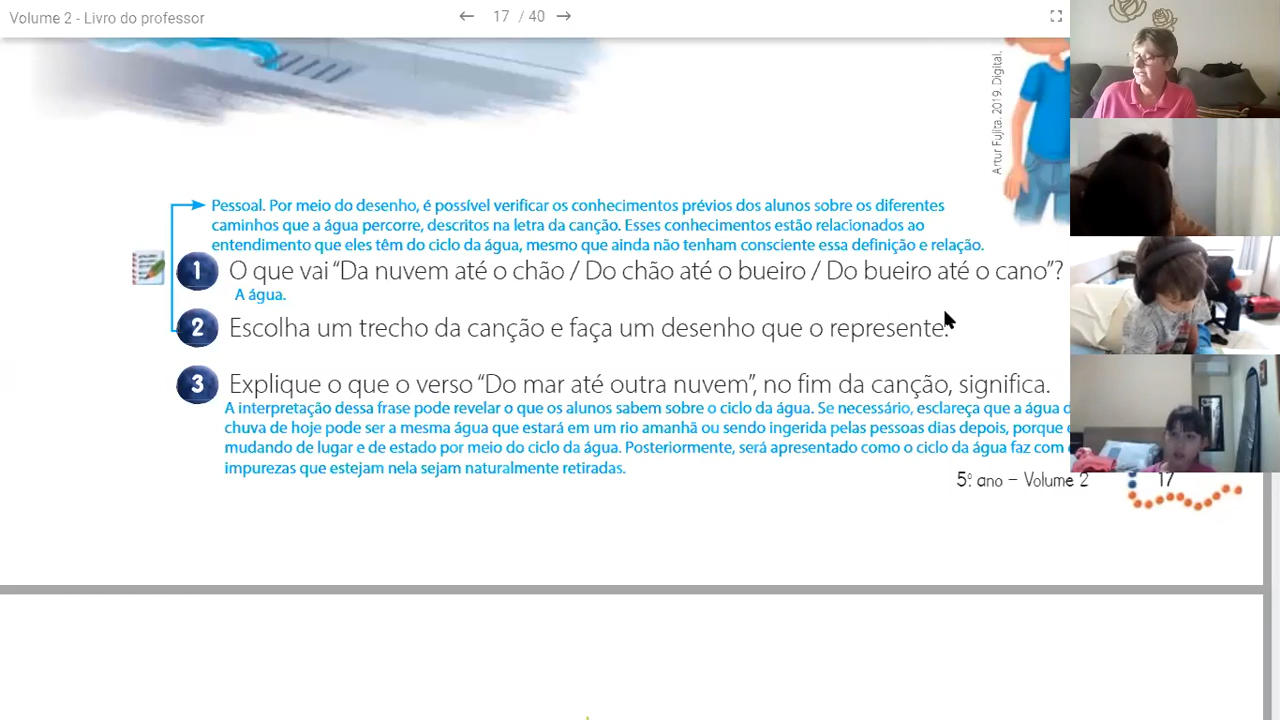 Volume 2 - Livro do professor
17 / 40
Artur Fujita. 2019. Digital.
Pessoal. Por meio do desenho, é possível verificar os conhecimentos prévios dos alunos sobre os diferentes
caminhos que a água percorre, descritos na letra da canção. Esses conhecimentos estão relacionados ao
entendimento que eles têm do ciclo da água, mesmo que ainda não tenham consciente essa definição e relação.
1 O que vai “Da nuvem até o chão / Do chão até o bueiro / Do bueiro até o cano”?
A água.
2 Escolha um trecho da canção e faça um desenho que o represente.
3 Explique o que o verso “Do mar até outra nuvem”, no fim da canção, significa.
A interpretação dessa frase pode revelar o que os alunos sabem sobre o ciclo da água. Se necessário, esclareça que a água
chuva de hoje pode ser a mesma água que estará em um rio amanhã ou sendo ingerida pelas pessoas dias depois, porque
mudando de lugar e de estado por meio do ciclo da água. Posteriormente, será apresentado como o ciclo da água faz com
impurezas que estejam nela sejam naturalmente retiradas.
5º. ano – Volume 2 17